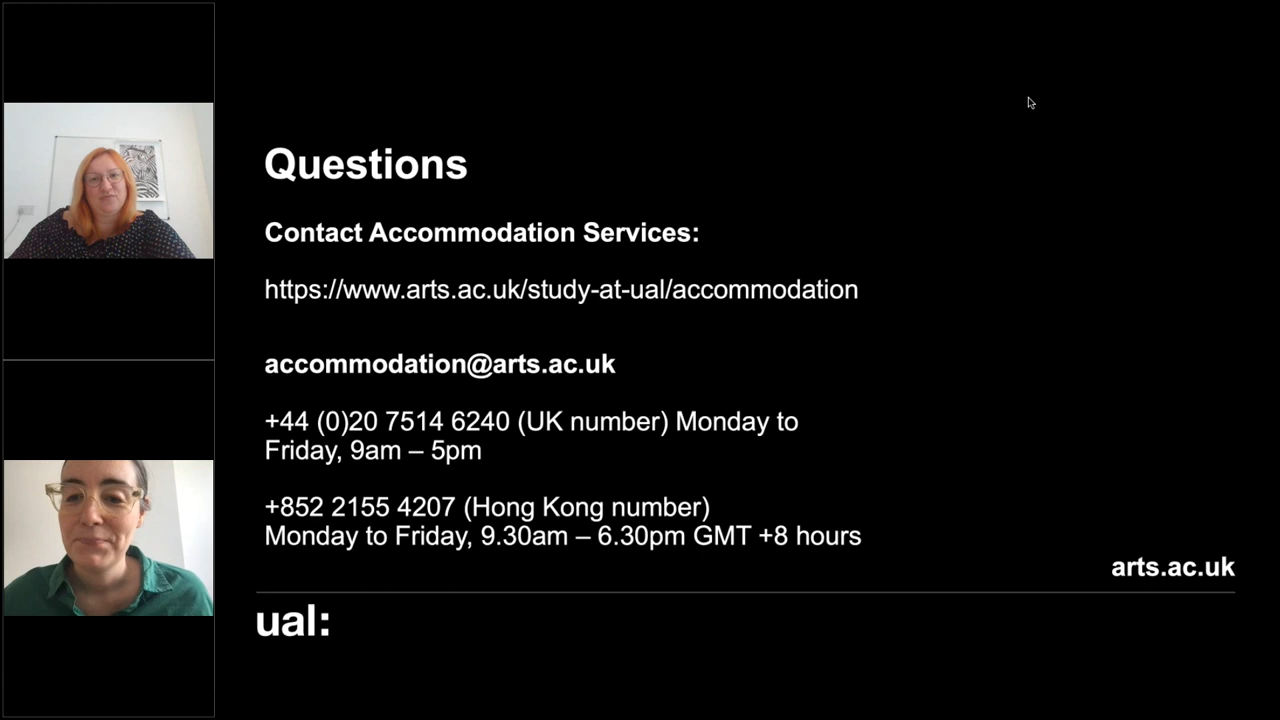 Questions
Contact Accommodation Services:
https://www.arts.ac.uk/study-at-ual/accommodation
accommodation@arts.ac.uk
+44 (0)20 7514 6240 (UK number) Monday to
Friday, 9am – 5pm
+852 2155 4207 (Hong Kong number)
Monday to Friday, 9.30am – 6.30pm GMT +8 hours
arts.ac.uk
ual: